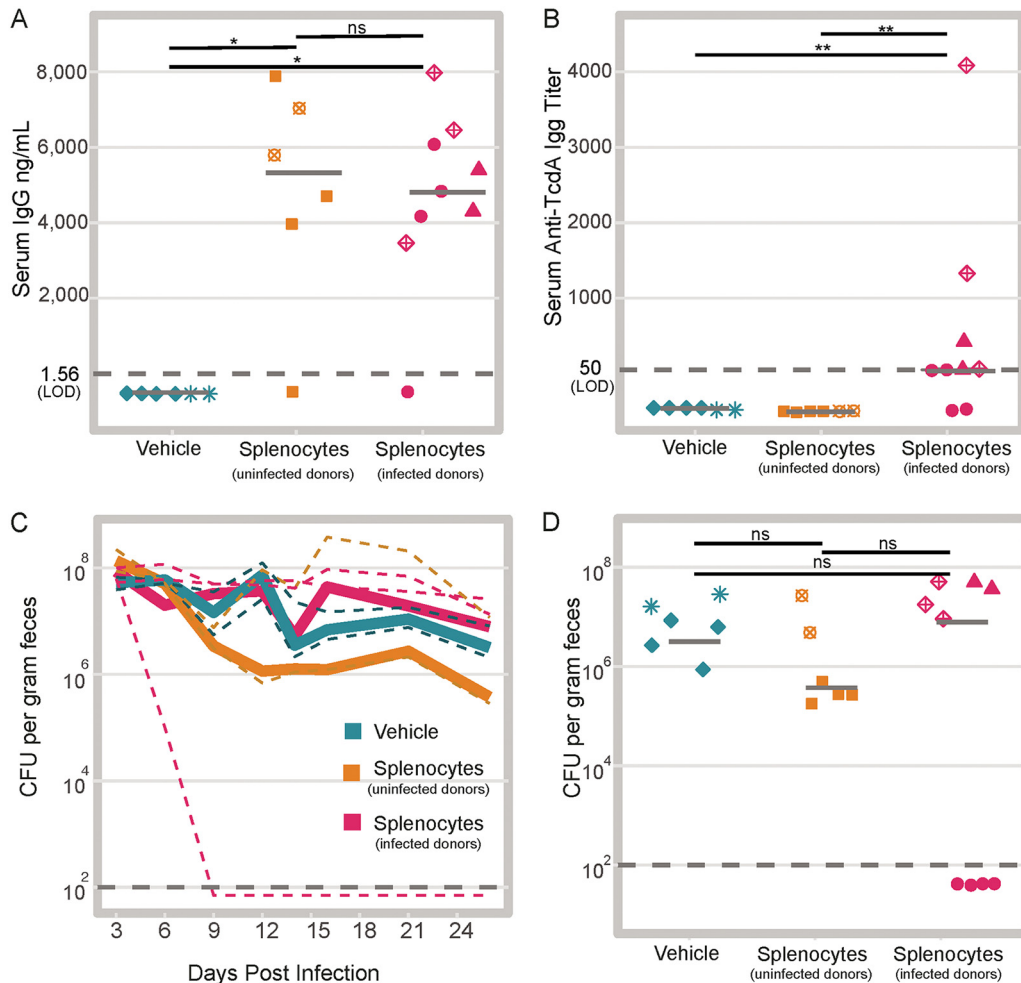 A
ns
*
*
8,000
6,000
4,000
2,000
1.56
(LOD)
Serum IgG ng/mL
Vehicle
Splenocytes
(uninfected donors)
Splenocytes
(infected donors)
B
**
**
4000
3000
2000
1000
50
(LOD)
Serum Anti-TcdA Igg Titer
Vehicle
Splenocytes
(uninfected donors)
Splenocytes
(infected donors)
C
10^8
10^6
10^4
10^2
CFU per gram feces
Vehicle
Splenocytes
(uninfected donors)
Splenocytes
(infected donors)
3 6 9 12 15 18 21 24
Days Post Infection
D
ns
ns
ns
10^8
10^6
10^4
10^2
CFU per gram feces
Vehicle
Splenocytes
(uninfected donors)
Splenocytes
(infected donors)